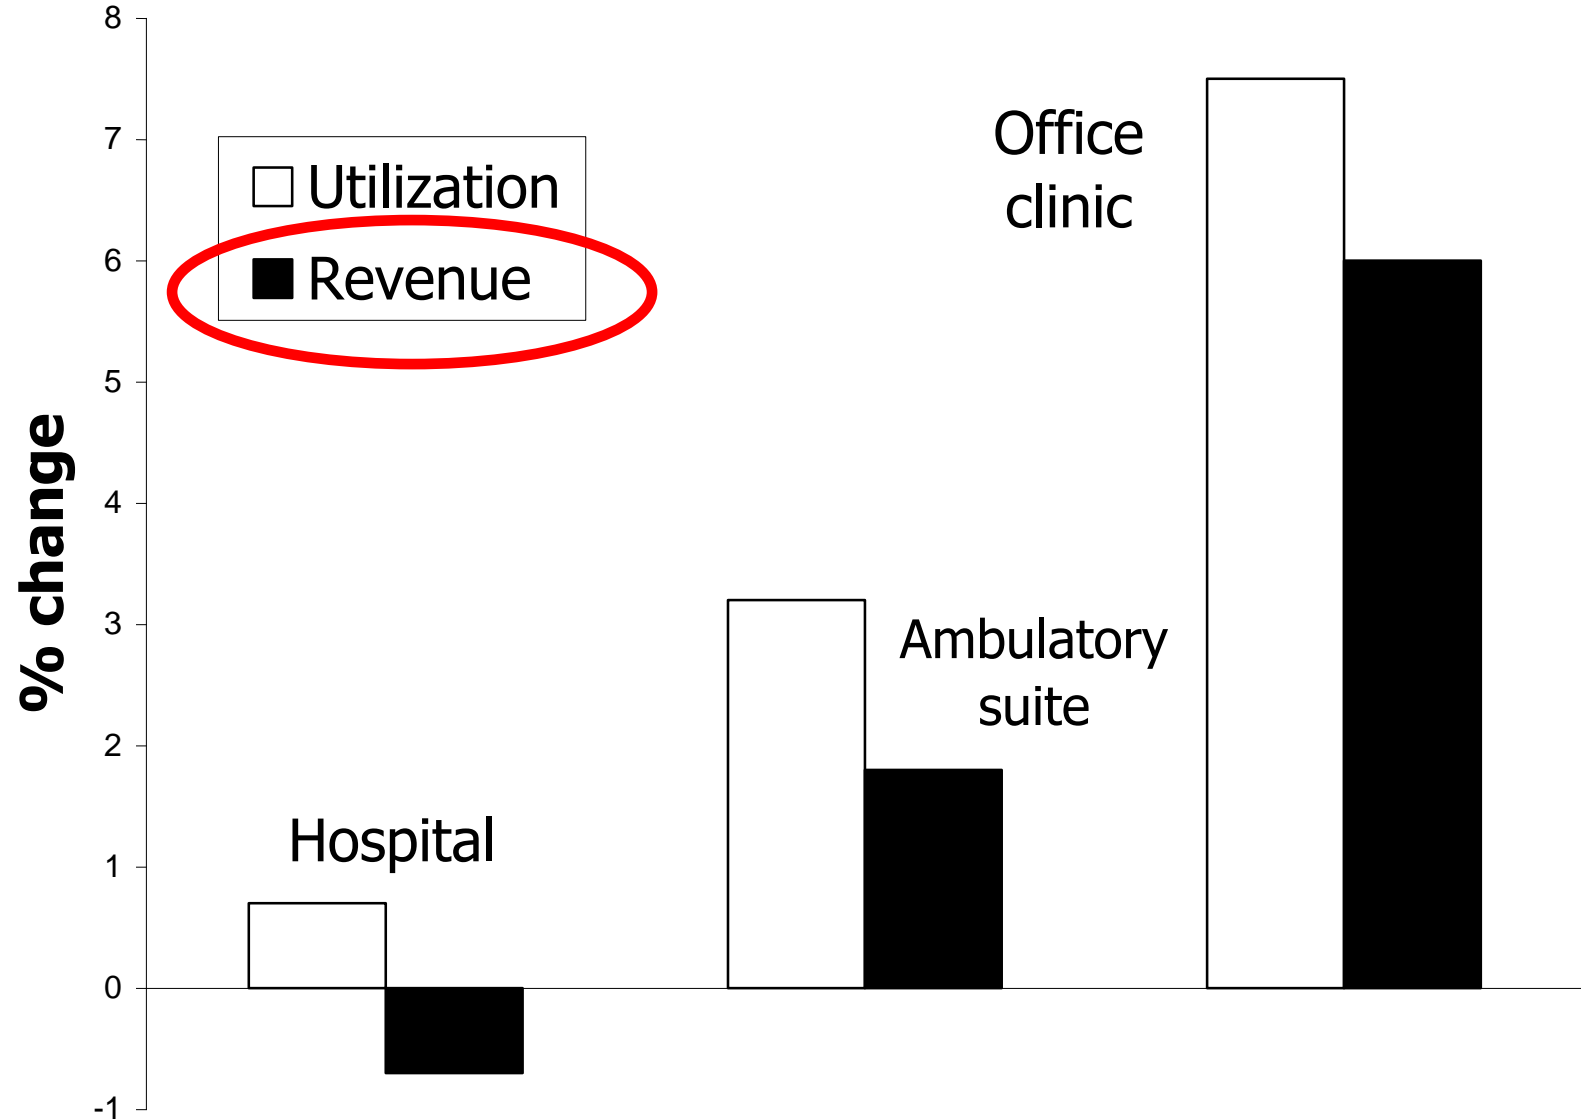 8
7
6
5
4
3
2
1
0
-1
% change
Utilization
Revenue
Hospital
Ambulatory
suite
Office
clinic